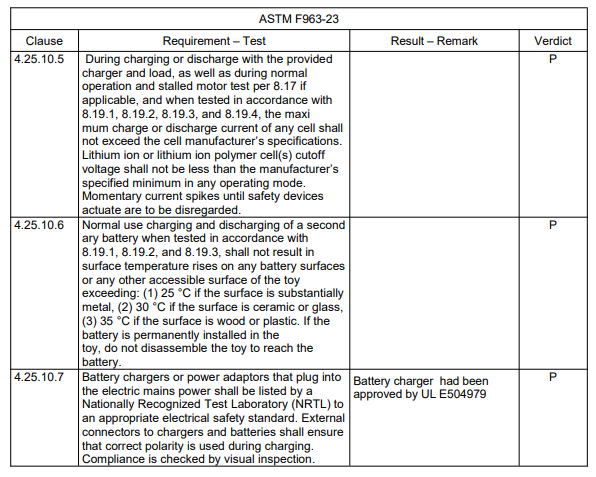 ASTM F963-23
Clause Requirement – Test Result – Remark Verdict
4.25.10.5 During charging or discharge with the provided P
charger and load, as well as during normal
operation and stalled motor test per 8.17 if
applicable, and when tested in accordance with
8.19.1, 8.19.2, 8.19.3, and 8.19.4, the maxi
mum charge or discharge current of any cell shall
not exceed the cell manufacturer's specifications.
Lithium ion or lithium ion polymer cell(s) cutoff
voltage shall not be less than the manufacturer's
specified minimum in any operating mode.
Momentary current spikes until safety devices
actuate are to be disregarded.
4.25.10.6 Normal use charging and discharging of a second P
ary battery when tested in accordance with
8.19.1, 8.19.2, and 8.19.3, shall not result in
surface temperature rises on any battery surfaces
or any other accessible surface of the toy
exceeding: (1) 25 °C if the surface is substantially
metal, (2) 30 °C if the surface is ceramic or glass,
(3) 35 °C if the surface is wood or plastic. If the
battery is permanently installed in the
toy, do not disassemble the toy to reach the
battery.
4.25.10.7 Battery chargers or power adaptors that plug into Battery charger had been P
the electric mains power shall be listed by a approved by UL E504979
Nationally Recognized Test Laboratory (NRTL) to
an appropriate electrical safety standard. External
connectors to chargers and batteries shall ensure
that correct polarity is used during charging.
Compliance is checked by visual inspection.